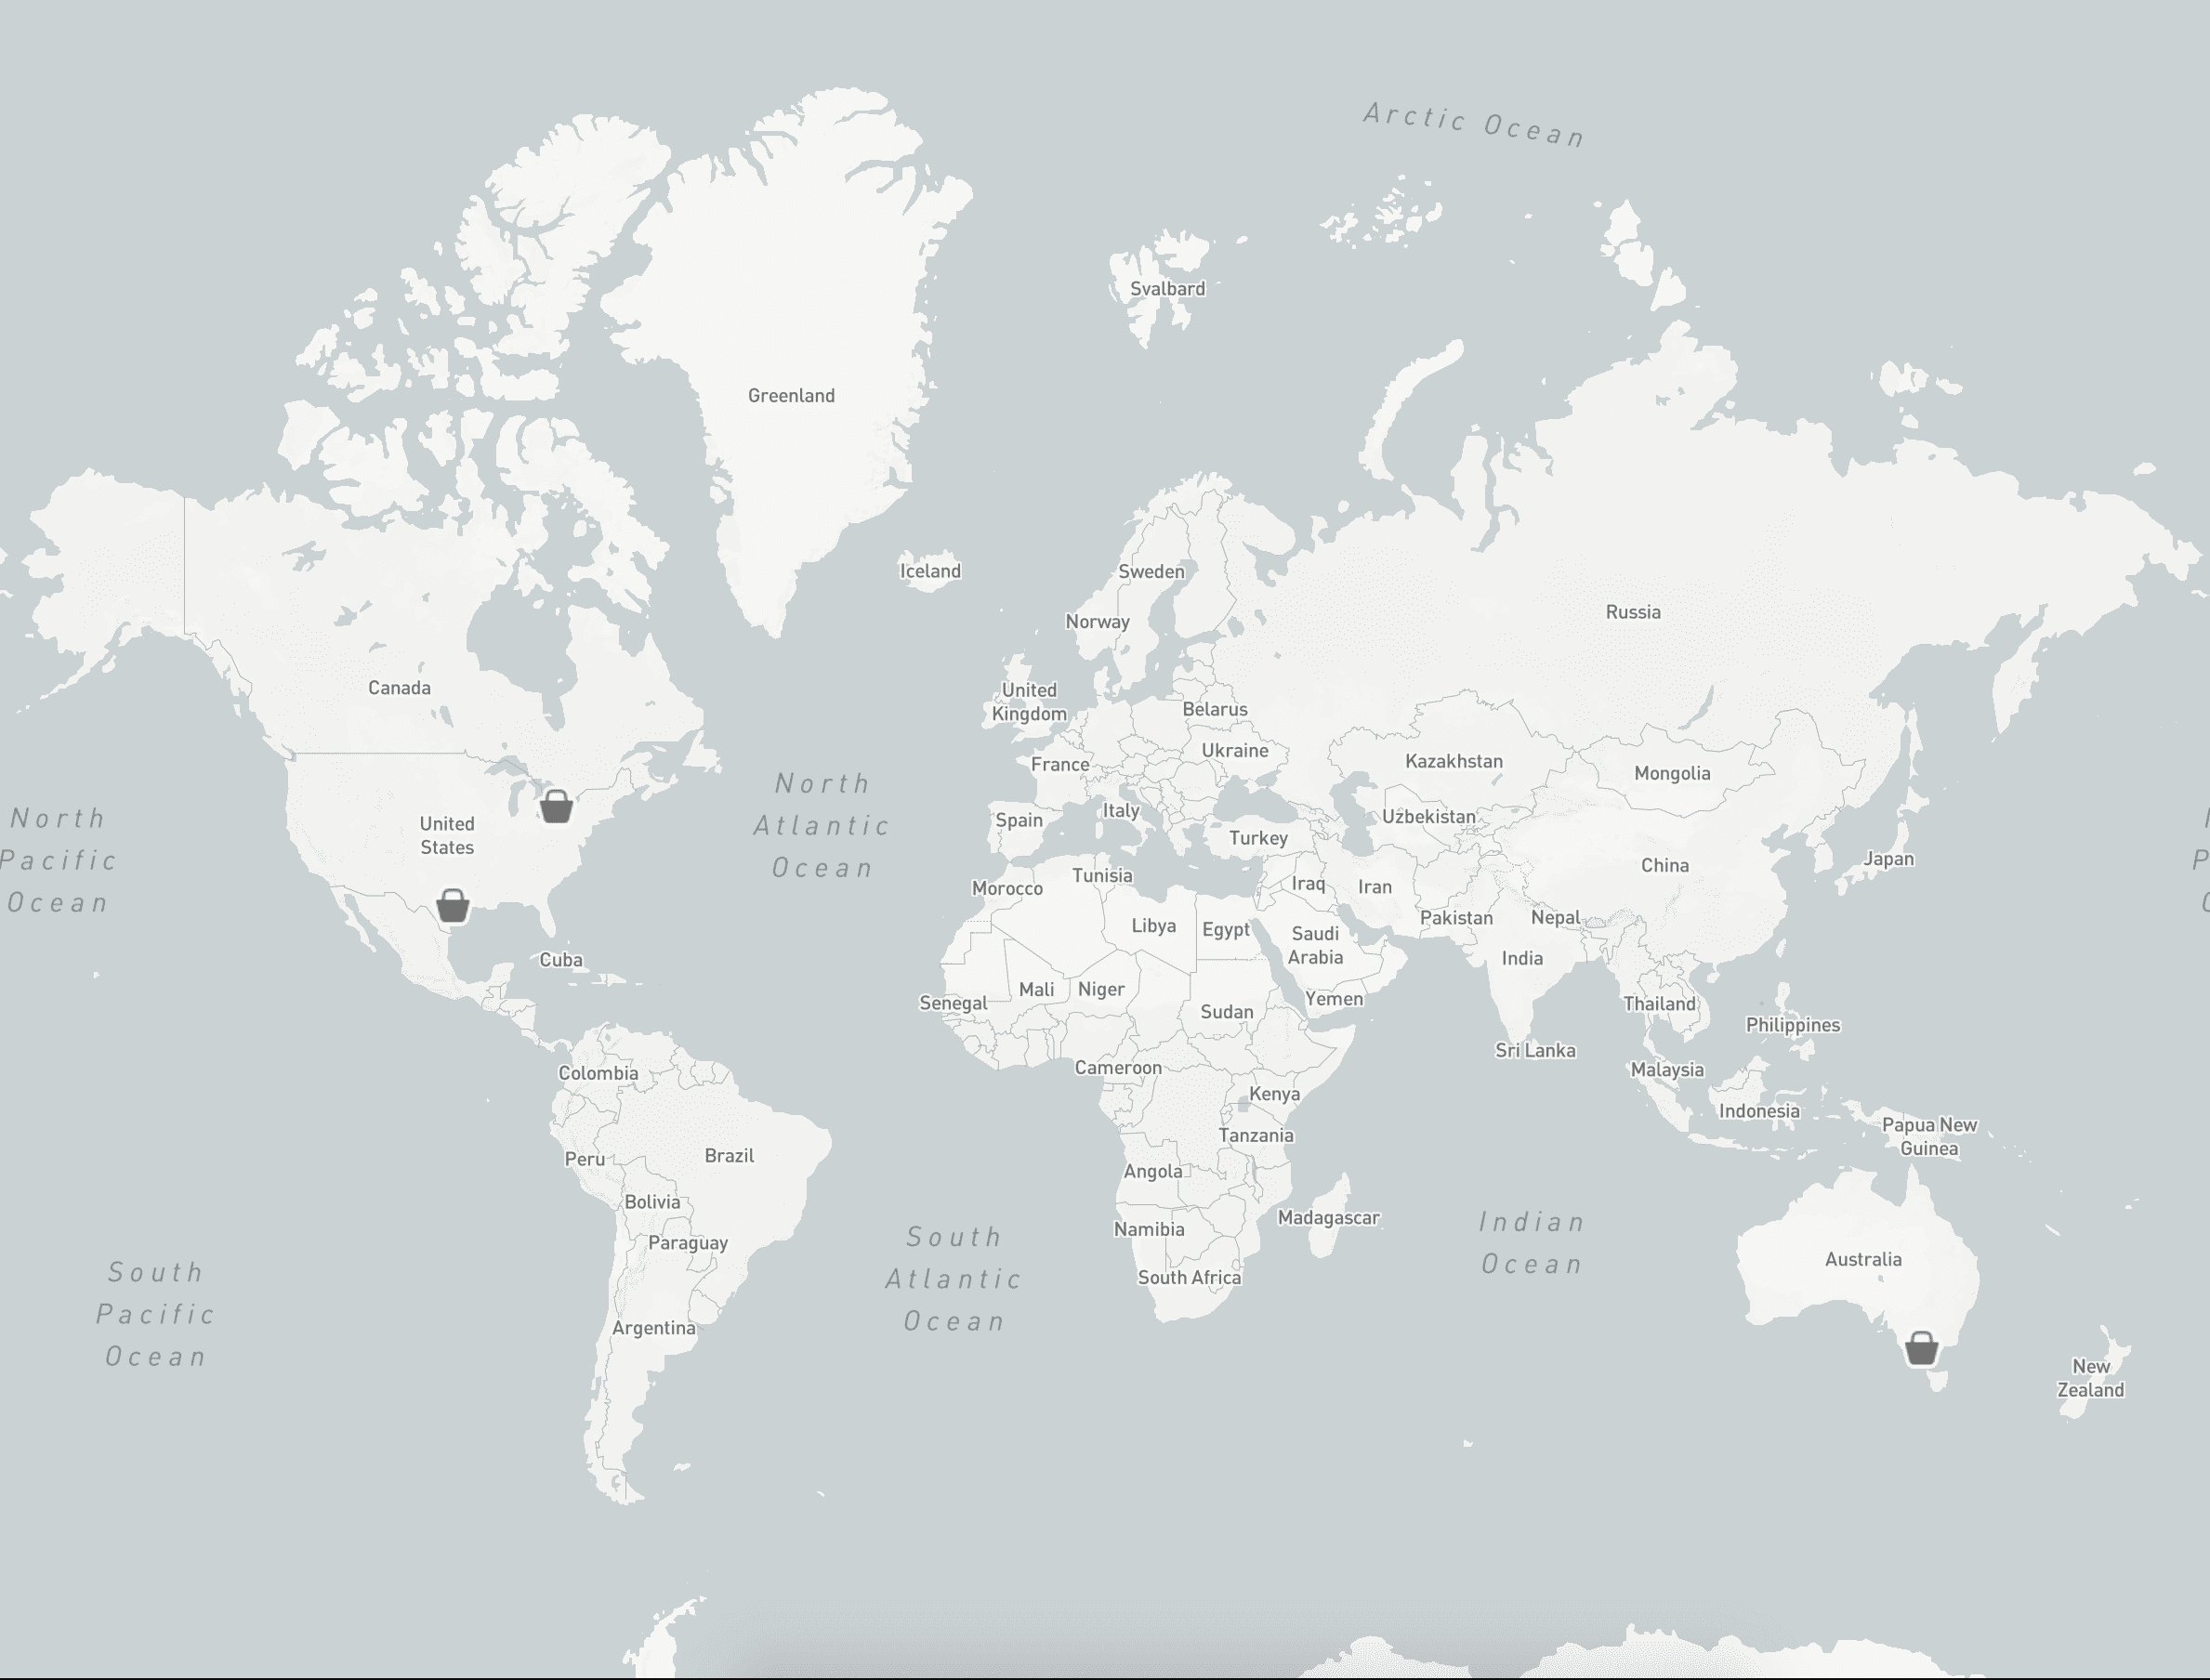 Arctic Ocean
Svalbard
Greenland
Iceland
Sweden
Norway
Russia
Canada
United
Kingdom
Belarus
Ukraine
France
Kazakhstan
Mongolia
North
Pacific
Ocean
United
States
North
Atlantic
Ocean
Spain
Italy
Turkey
Uzbekistan
China
Japan
Morocco
Tunisia
Iraq
Iran
Libya
Egypt
Saudi
Arabia
Pakistan
Nepal
India
Cuba
Senegal
Mali
Niger
Sudan
Yemen
Thailand
Philippines
Sri Lanka
Colombia
Cameroon
Kenya
Malaysia
Indonesia
Papua New
Guinea
Tanzania
Peru
Brazil
Angola
Bolivia
Namibia
Madagascar
Paraguay
South Africa
South
Pacific
Ocean
South
Atlantic
Ocean
Indian
Ocean
Australia
Argentina
New
Zealand